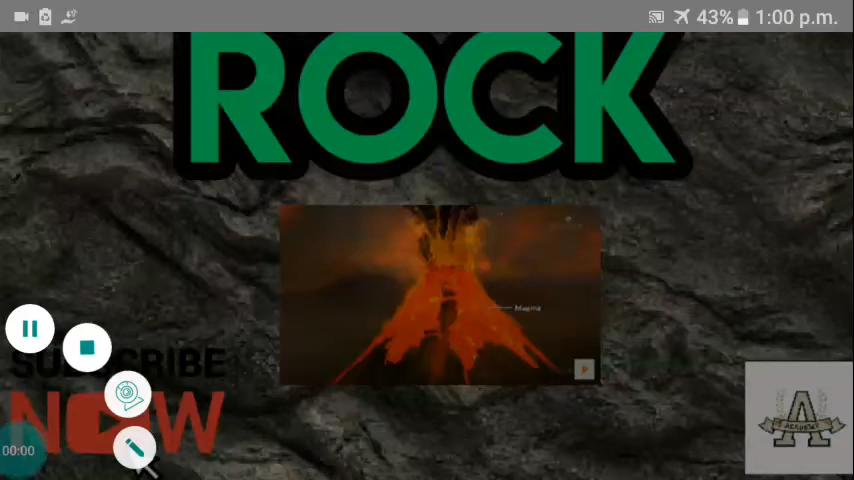 43% 1:00 p.m.
ROCK
Magma
SUBSCRIBE
NOW
00:00
A
ACADEMY